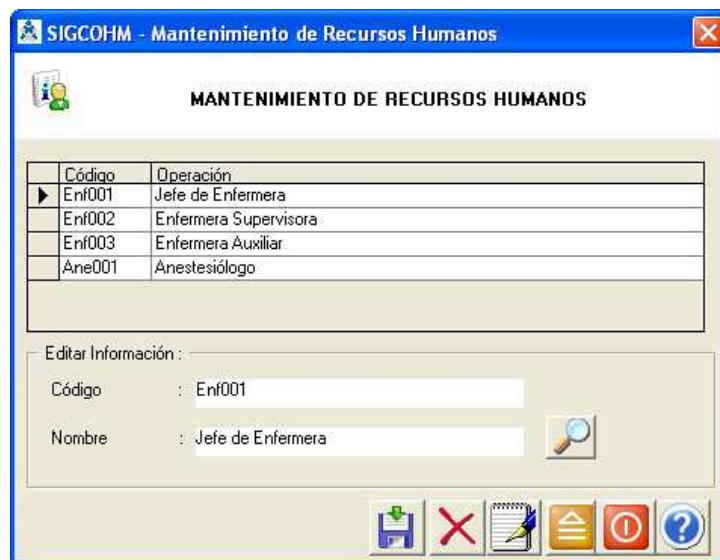 SIGCOHM - Mantenimiento de Recursos Humanos
MANTENIMIENTO DE RECURSOS HUMANOS
Código Operación
Enf001 Jefe de Enfermera
Enf002 Enfermera Supervisora
Enf003 Enfermera Auxiliar
Ane001 Anestesiólogo
Editar Información :
Código : Enf001
Nombre : Jefe de Enfermera